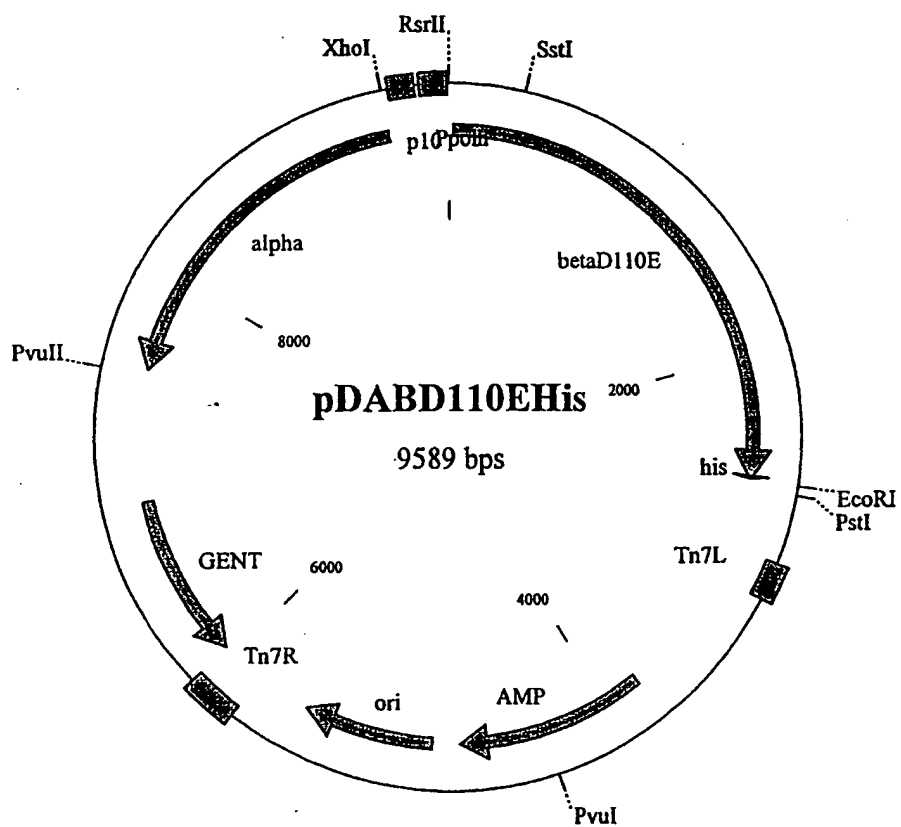 RsrII
XhoI
SstI
p10
Ppolh
alpha
betaD110E
8000
PvuII
2000
pDABD110EHis
9589 bps
his
EcoRI
PstI
Tn7L
GENT
6000
4000
Tn7R
ori
AMP
PvuI